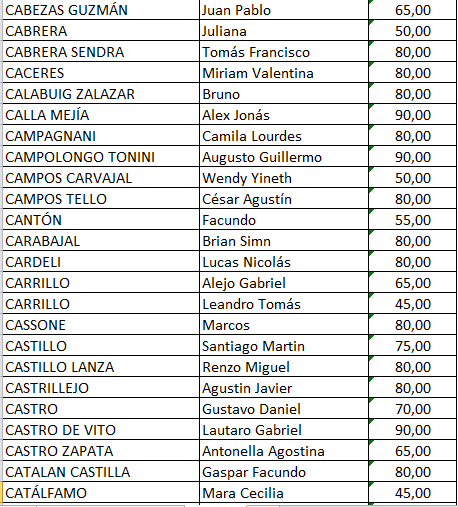 CABEZAS GUZMÁN Juan Pablo 65,00
CABRERA Juliana 50,00
CABRERA SENDRA Tomás Francisco 80,00
CACERES Miriam Valentina 80,00
CALABUIG ZALAZAR Bruno 80,00
CALLA MEJÍA Alex Jonás 90,00
CAMPAGNANI Camila Lourdes 80,00
CAMPOLONGO TONINI Augusto Guillermo 90,00
CAMPOS CARVAJAL Wendy Yineth 50,00
CAMPOS TELLO César Agustín 80,00
CANTÓN Facundo 55,00
CARABAJAL Brian Simn 80,00
CARDELI Lucas Nicolás 80,00
CARRILLO Alejo Gabriel 65,00
CARRILLO Leandro Tomás 45,00
CASSONE Marcos 80,00
CASTILLO Santiago Martin 75,00
CASTILLO LANZA Renzo Miguel 80,00
CASTRILLEJO Agustin Javier 80,00
CASTRO Gustavo Daniel 70,00
CASTRO DE VITO Lautaro Gabriel 90,00
CASTRO ZAPATA Antonella Agostina 65,00
CATALAN CASTILLA Gaspar Facundo 80,00
CATÁLFAMO Mara Cecilia 45,00